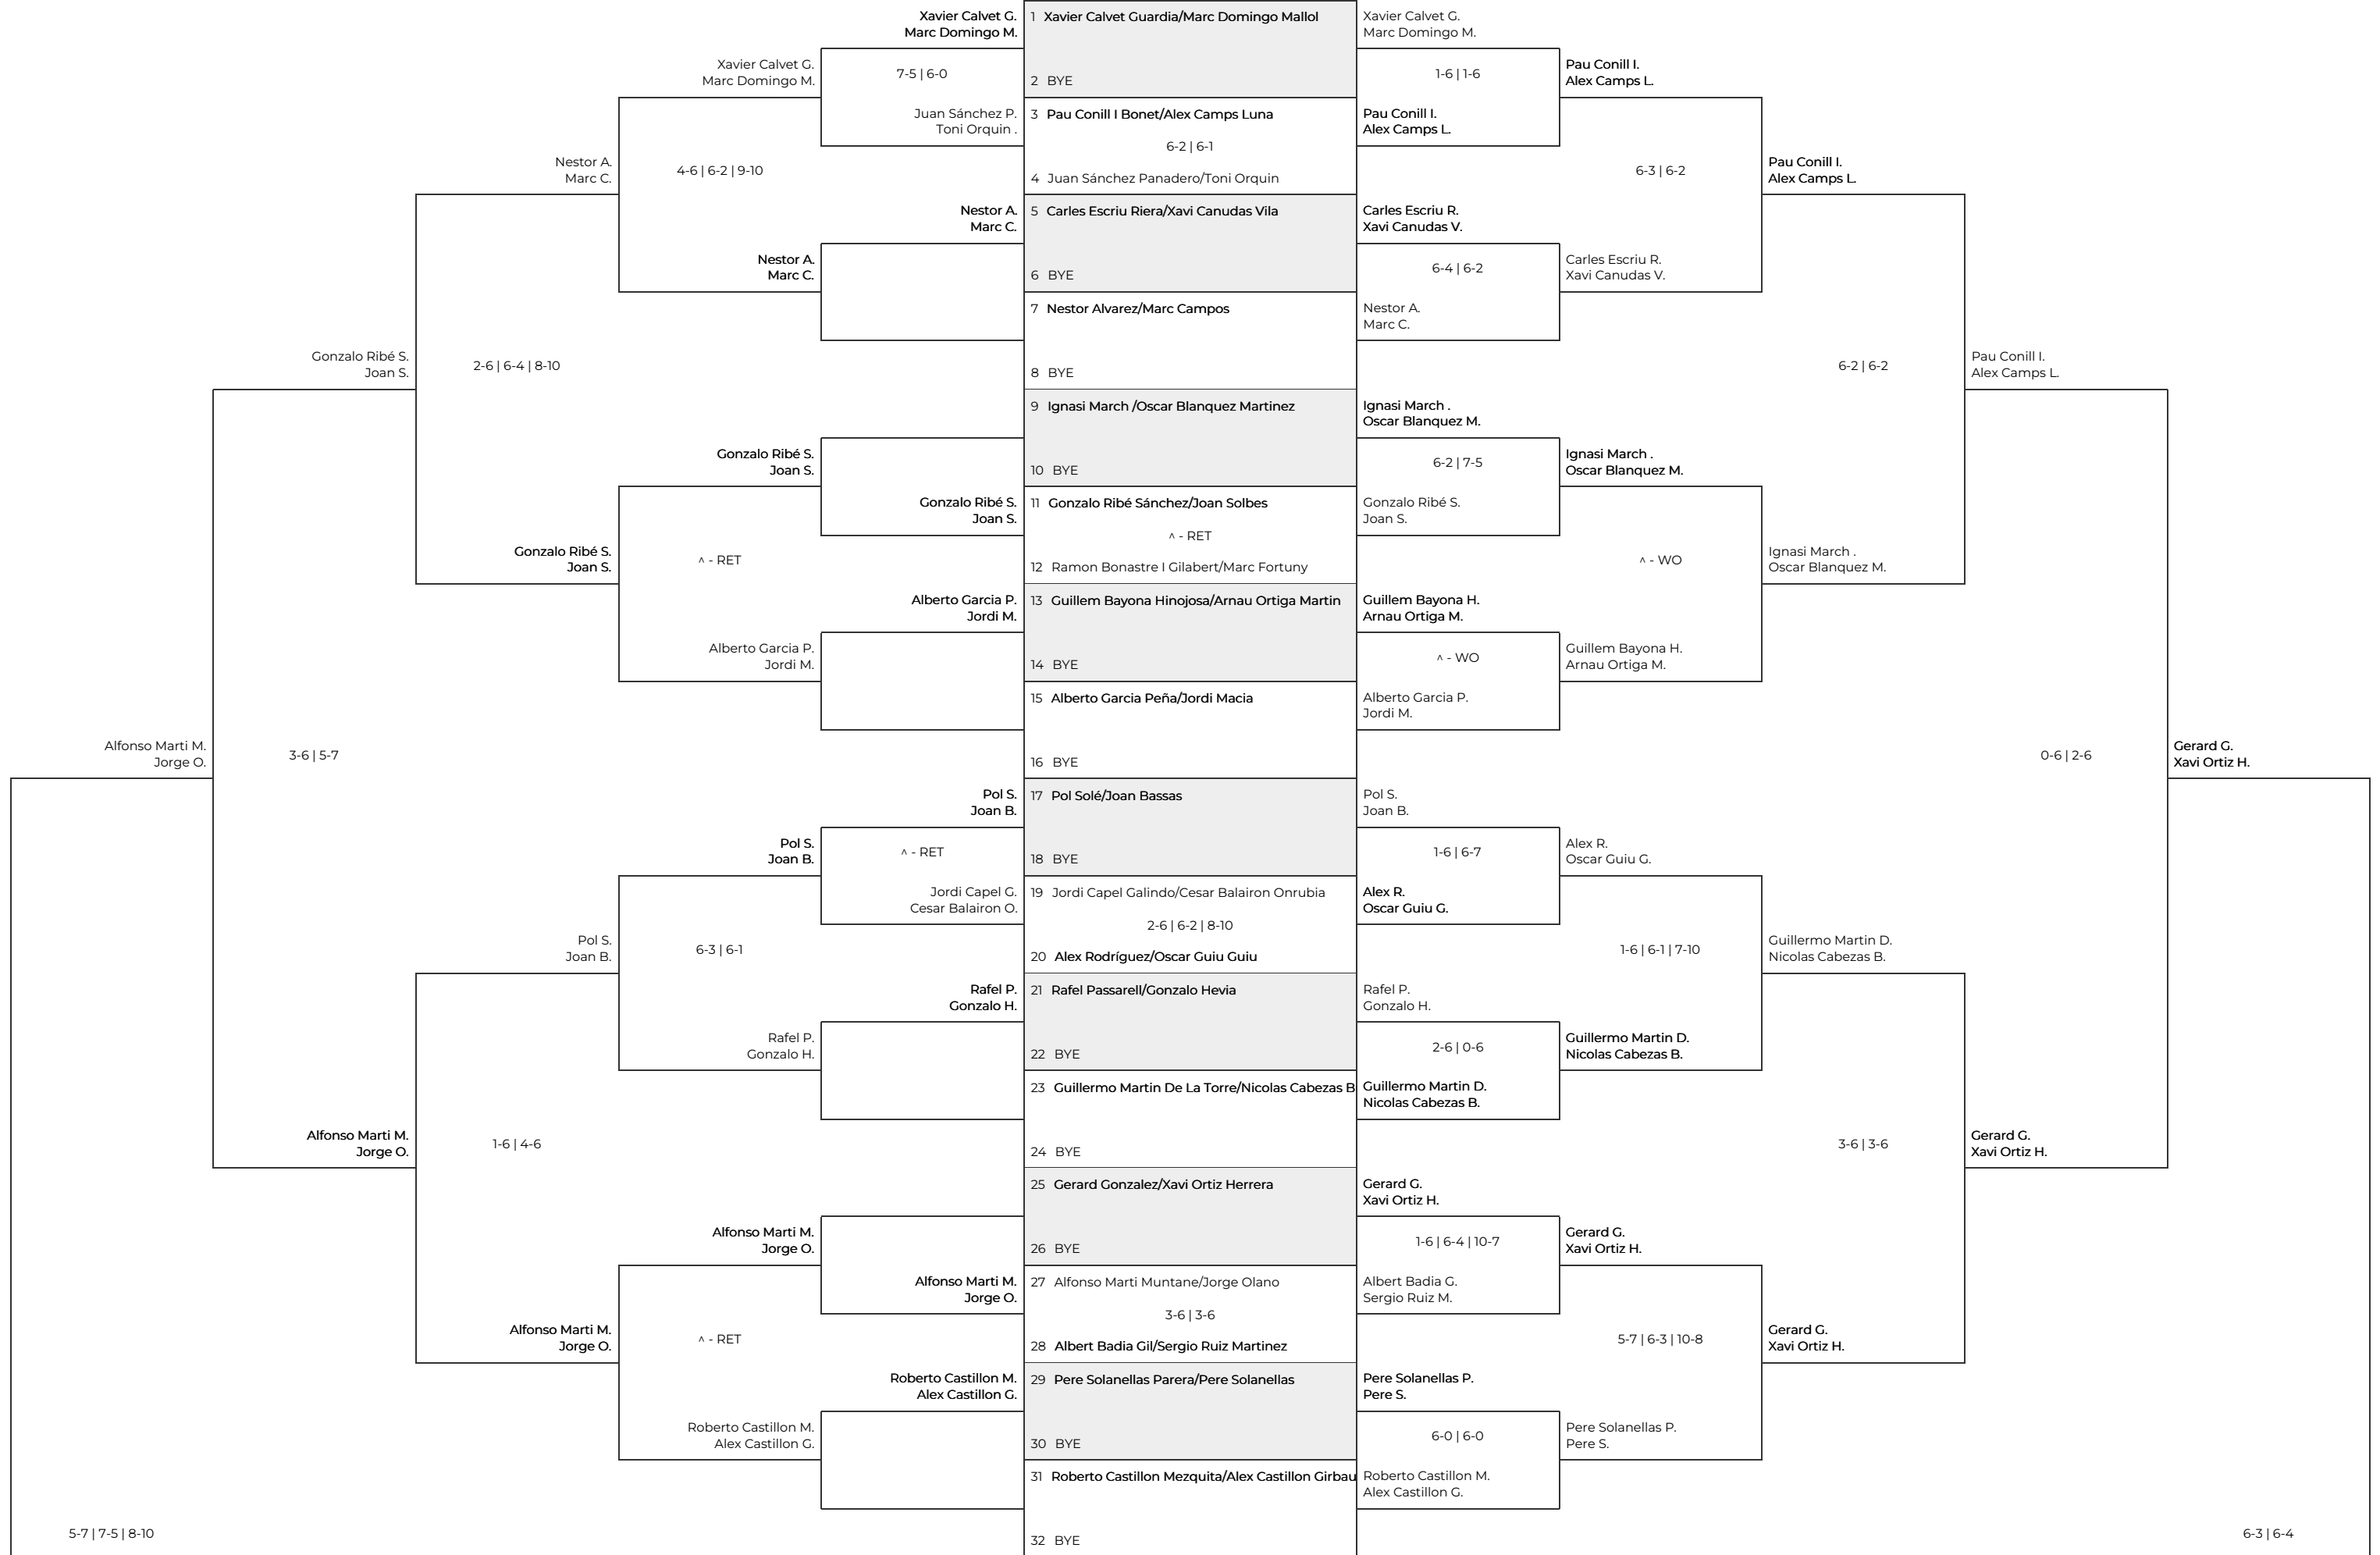 Xavier Calvet G.
Marc Domingo M.
Xavier Calvet G.
Marc Domingo M.
7-5 | 6-0
Juan Sánchez P.
Toni Orquin .
Nestor A.
Marc C.
4-6 | 6-2 | 9-10
Nestor A.
Marc C.
Nestor A.
Marc C.
Gonzalo Ribé S.
Joan S.
2-6 | 6-4 | 8-10
Gonzalo Ribé S.
Joan S.
Gonzalo Ribé S.
Joan S.
Gonzalo Ribé S.
Joan S.
^ - RET
Alberto Garcia P.
Jordi M.
Alberto Garcia P.
Jordi M.
Alfonso Marti M.
Jorge O.
3-6 | 5-7
Pol S.
Joan B.
Pol S.
Joan B.
^ - RET
Jordi Capel G.
Cesar Balairon O.
Pol S.
Joan B.
6-3 | 6-1
Rafel P.
Gonzalo H.
Rafel P.
Gonzalo H.
Alfonso Marti M.
Jorge O.
1-6 | 4-6
Alfonso Marti M.
Jorge O.
Alfonso Marti M.
Jorge O.
Alfonso Marti M.
Jorge O.
^ - RET
Roberto Castillon M.
Alex Castillon G.
Roberto Castillon M.
Alex Castillon G.
5-7 | 7-5 | 8-10
1 Xavier Calvet Guardia/Marc Domingo Mallol
2 BYE
3 Pau Conill I Bonet/Alex Camps Luna
6-2 | 6-1
4 Juan Sánchez Panadero/Toni Orquin
5 Carles Escriu Riera/Xavi Canudas Vila
6 BYE
7 Nestor Alvarez/Marc Campos
8 BYE
9 Ignasi March /Oscar Blanquez Martinez
10 BYE
11 Gonzalo Ribé Sánchez/Joan Solbes
^ - RET
12 Ramon Bonastre I Gilabert/Marc Fortuny
13 Guillem Bayona Hinojosa/Arnau Ortiga Martin
14 BYE
15 Alberto Garcia Peña/Jordi Macia
16 BYE
17 Pol Solé/Joan Bassas
18 BYE
19 Jordi Capel Galindo/Cesar Balairon Onrubia
2-6 | 6-2 | 8-10
20 Alex Rodríguez/Oscar Guiu Guiu
21 Rafel Passarell/Gonzalo Hevia
22 BYE
23 Guillermo Martin De La Torre/Nicolas Cabezas B
24 BYE
25 Gerard Gonzalez/Xavi Ortiz Herrera
26 BYE
27 Alfonso Marti Muntane/Jorge Olano
3-6 | 3-6
28 Albert Badia Gil/Sergio Ruiz Martinez
29 Pere Solanellas Parera/Pere Solanellas
30 BYE
31 Roberto Castillon Mezquita/Alex Castillon Girbau
32 BYE
Xavier Calvet G.
Marc Domingo M.
1-6 | 1-6
Pau Conill I.
Alex Camps L.
Pau Conill I.
Alex Camps L.
Pau Conill I.
Alex Camps L.
6-3 | 6-2
Carles Escriu R.
Xavi Canudas V.
6-4 | 6-2
Carles Escriu R.
Xavi Canudas V.
Nestor A.
Marc C.
Pau Conill I.
Alex Camps L.
6-2 | 6-2
Ignasi March .
Oscar Blanquez M.
6-2 | 7-5
Ignasi March .
Oscar Blanquez M.
Gonzalo Ribé S.
Joan S.
Ignasi March .
Oscar Blanquez M.
^ - WO
Guillem Bayona H.
Arnau Ortiga M.
^ - WO
Guillem Bayona H.
Arnau Ortiga M.
Alberto Garcia P.
Jordi M.
0-6 | 2-6
Gerard G.
Xavi Ortiz H.
Pol S.
Joan B.
1-6 | 6-7
Alex R.
Oscar Guiu G.
Alex R.
Oscar Guiu G.
Guillermo Martin D.
Nicolas Cabezas B.
1-6 | 6-1 | 7-10
Rafel P.
Gonzalo H.
2-6 | 0-6
Guillermo Martin D.
Nicolas Cabezas B.
Guillermo Martin D.
Nicolas Cabezas B.
3-6 | 3-6
Gerard G.
Xavi Ortiz H.
Gerard G.
Xavi Ortiz H.
1-6 | 6-4 | 10-7
Gerard G.
Xavi Ortiz H.
Albert Badia G.
Sergio Ruiz M.
5-7 | 6-3 | 10-8
Gerard G.
Xavi Ortiz H.
Pere Solanellas P.
Pere S.
6-0 | 6-0
Pere Solanellas P.
Pere S.
Roberto Castillon M.
Alex Castillon G.
6-3 | 6-4